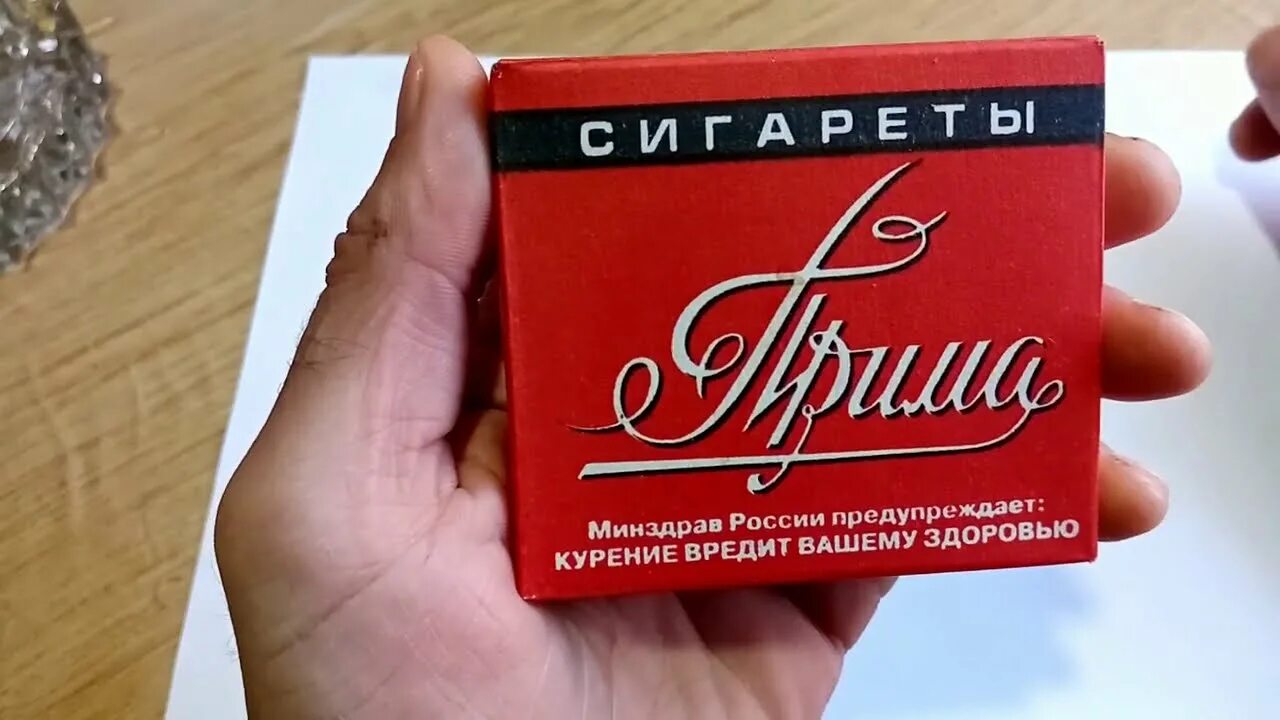 СИГАРЕТЫ
Прима
Минздрав России предупреждает:
КУРЕНИЕ ВРЕДИТ ВАШЕМУ ЗДОРОВЬЮ